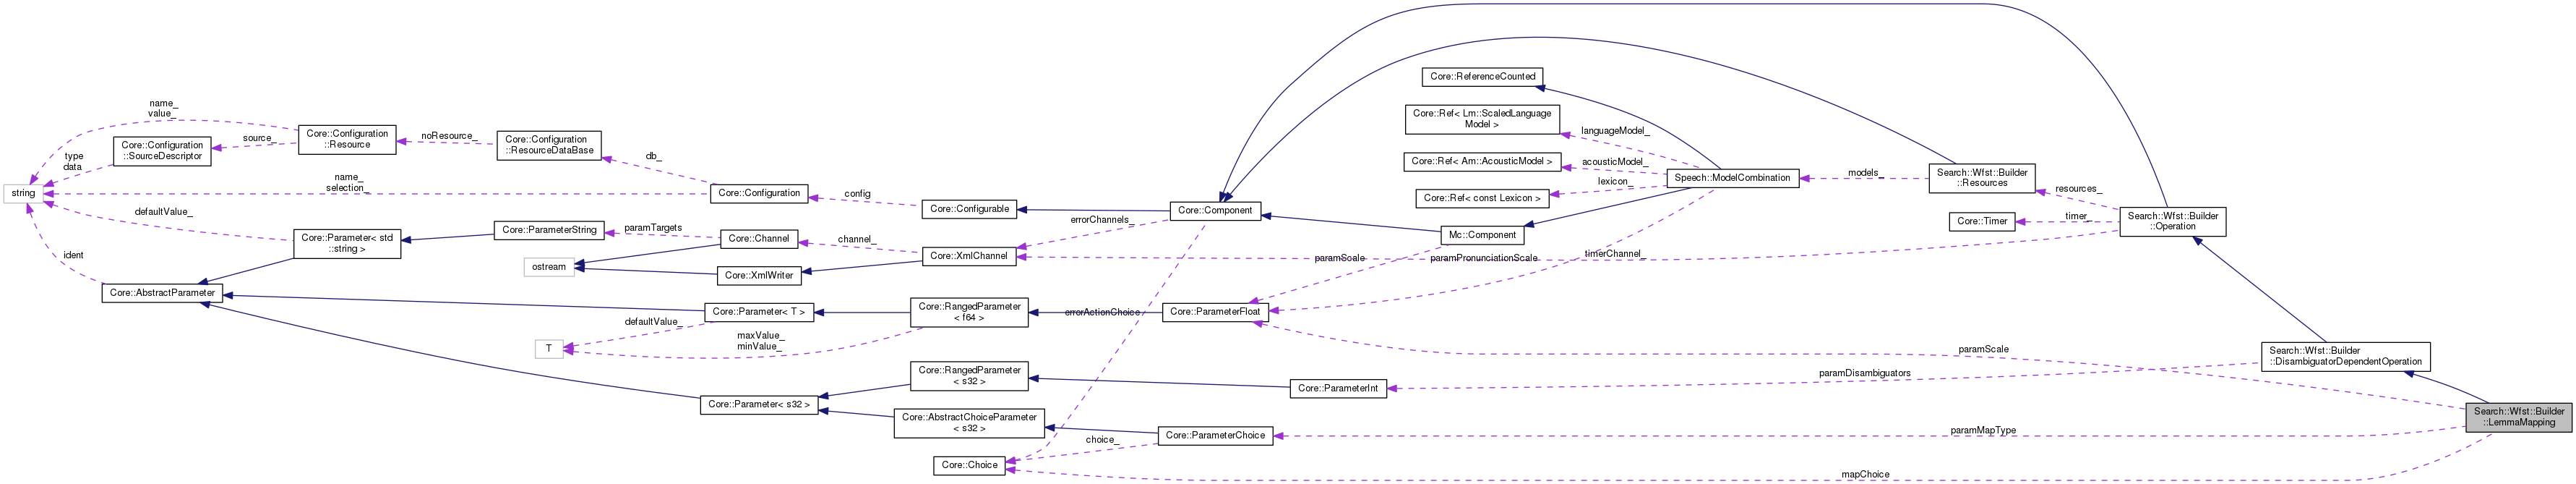 name_
value_
string
type
data
name_
selection_
defaultValue_
ident
Core::Configuration
::SourceDescriptor
source_
Core::Configuration
::Resource
noResource_
Core::Configuration
::ResourceDataBase
db_
Core::Configuration
config
Core::Configurable
Core::Component
Core::AbstractParameter
Core::Parameter< std
::string >
Core::ParameterString
paramTargets
Core::Channel
channel_
Core::XmlChannel
errorChannels_
ostream
Core::XmlWriter
Core::Parameter< T >
defaultValue_
T
maxValue_
minValue_
Core::RangedParameter
< f64 >
errorActionChoice
Core::ParameterFloat
paramScale
paramPronunciationScale
timerChannel_
Core::Parameter< s32 >
Core::RangedParameter
< s32 >
Core::AbstractChoiceParameter
< s32 >
Core::ParameterInt
Core::ParameterChoice
choice_
Core::Choice
Core::ReferenceCounted
Core::Ref< Lm::ScaledLanguage
Model >
languageModel_
Core::Ref< Am::AcousticModel >
acousticModel_
Core::Ref< const Lexicon >
lexicon_
Mc::Component
Speech::ModelCombination
models_
Search::Wfst::Builder
::Resources
resources_
Core::Timer
timer_
Search::Wfst::Builder
::Operation
paramScale
paramDisambiguators
Search::Wfst::Builder
::DisambiguatorDependentOperation
paramMapType
mapChoice
Search::Wfst::Builder
::LemmaMapping